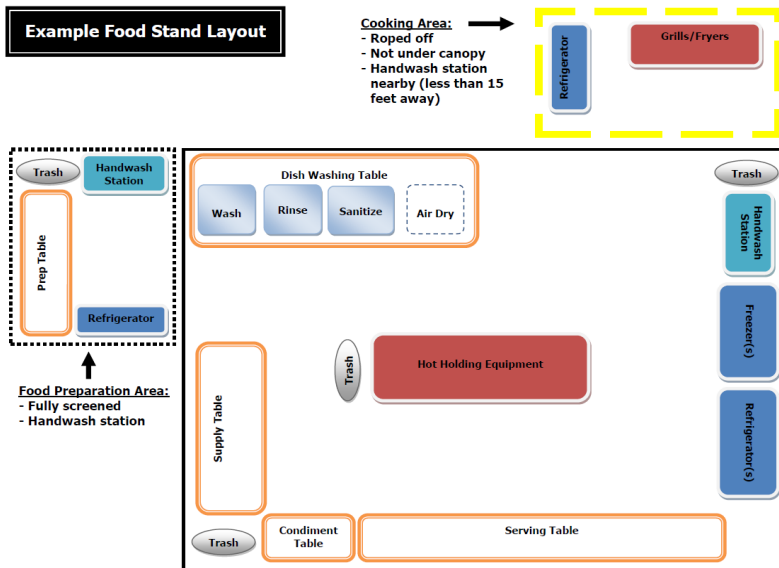 Example Food Stand Layout
Cooking Area:
- Roped off
- Not under canopy
- Handwash station
nearby (less than 15
feet away)
Refrigerator
Grills/Fryers
Trash
Handwash
Station
Prep Table
Refrigerator
Food Preparation Area:
- Fully screened
- Handwash station
Dish Washing Table
Wash
Rinse
Sanitize
Air Dry
Trash
Handwash
Station
Freezer(s)
Refrigerator(s)
Trash
Hot Holding Equipment
Supply Table
Trash
Condiment
Table
Serving Table